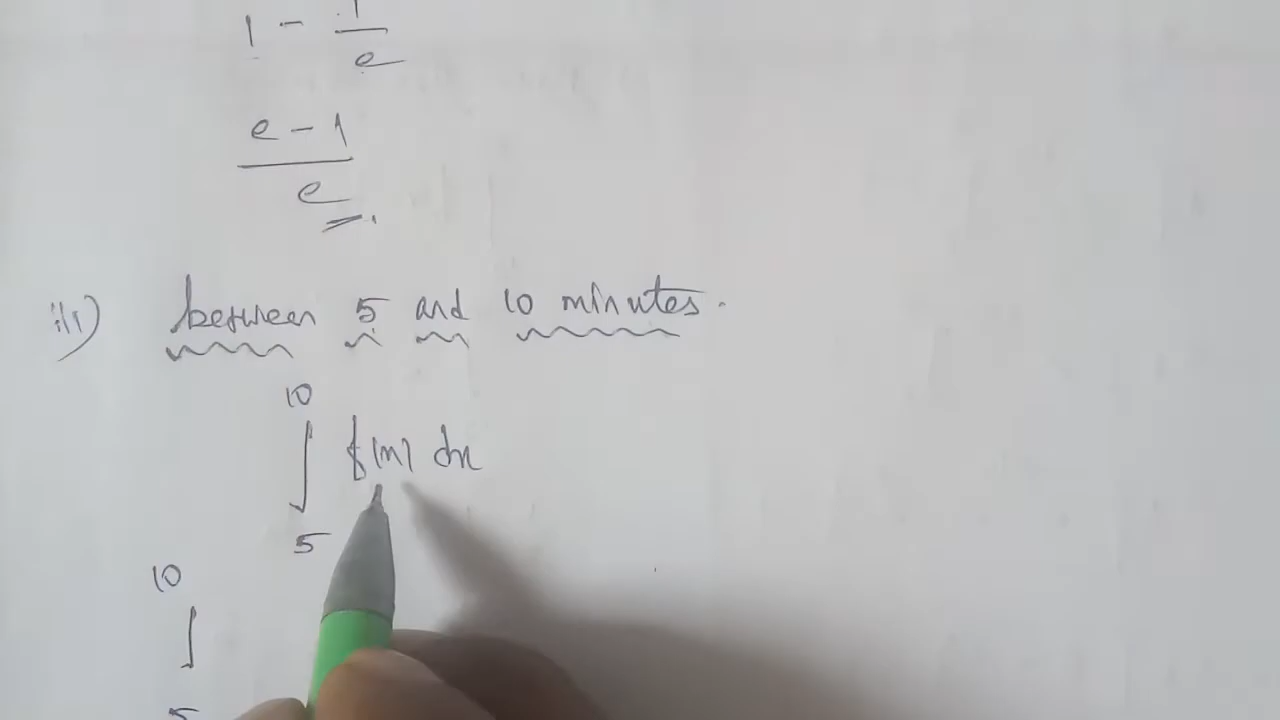 1 - 1/e
e - 1
e
iii) between 5 and 10 minutes.
10
∫ f(x) dx
5
10
∫
5